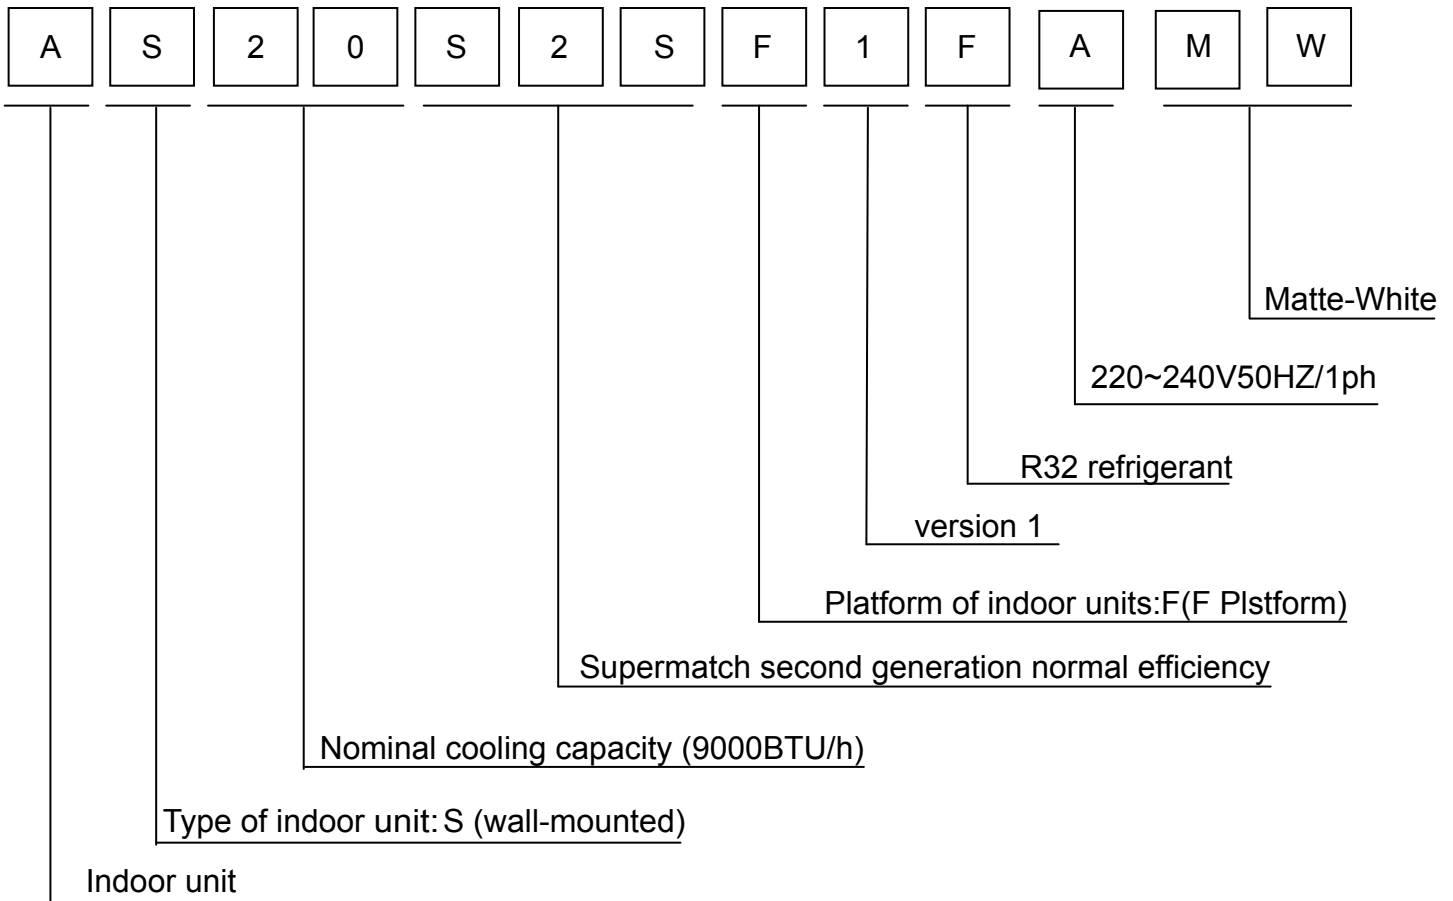 A S 2 0 S 2 S F 1 F A M W
Matte-White
220~240V50HZ/1ph
R32 refrigerant
version 1
Platform of indoor units:F(F Plstform)
Supermatch second generation normal efficiency
Nominal cooling capacity (9000BTU/h)
Type of indoor unit: S (wall-mounted)
Indoor unit